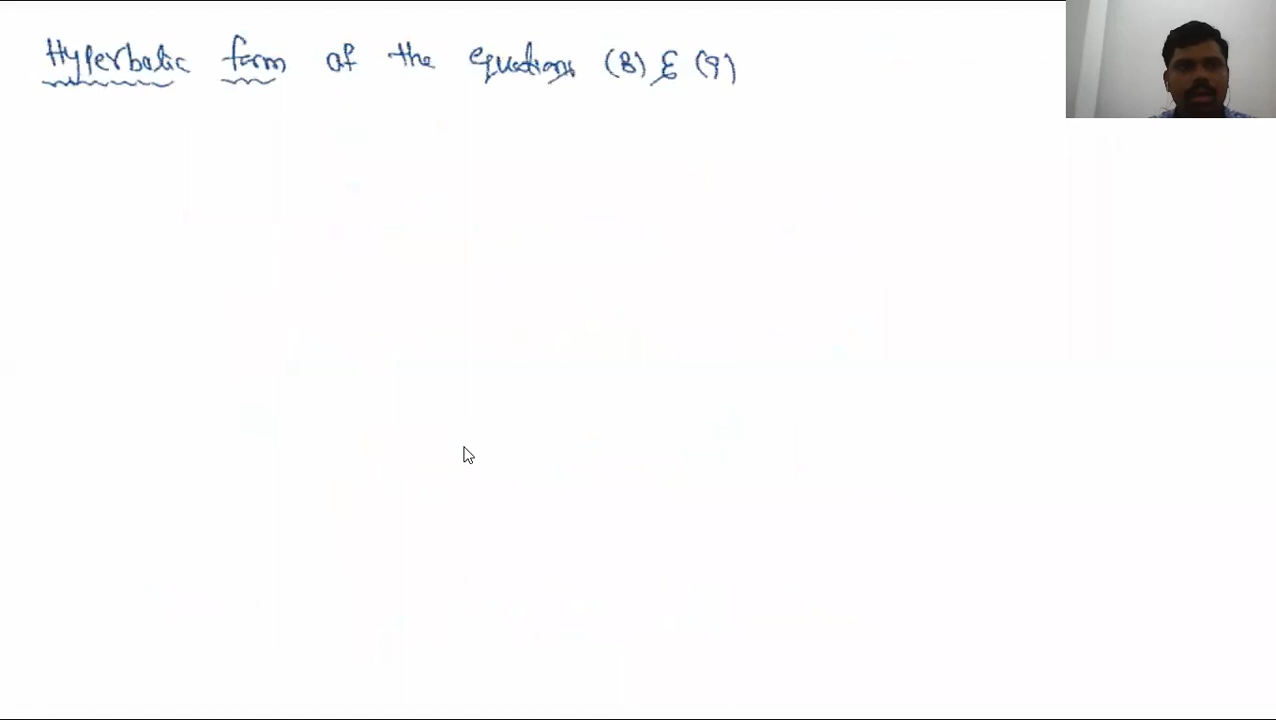 Hyperbolic form of the equations (8) & (9)